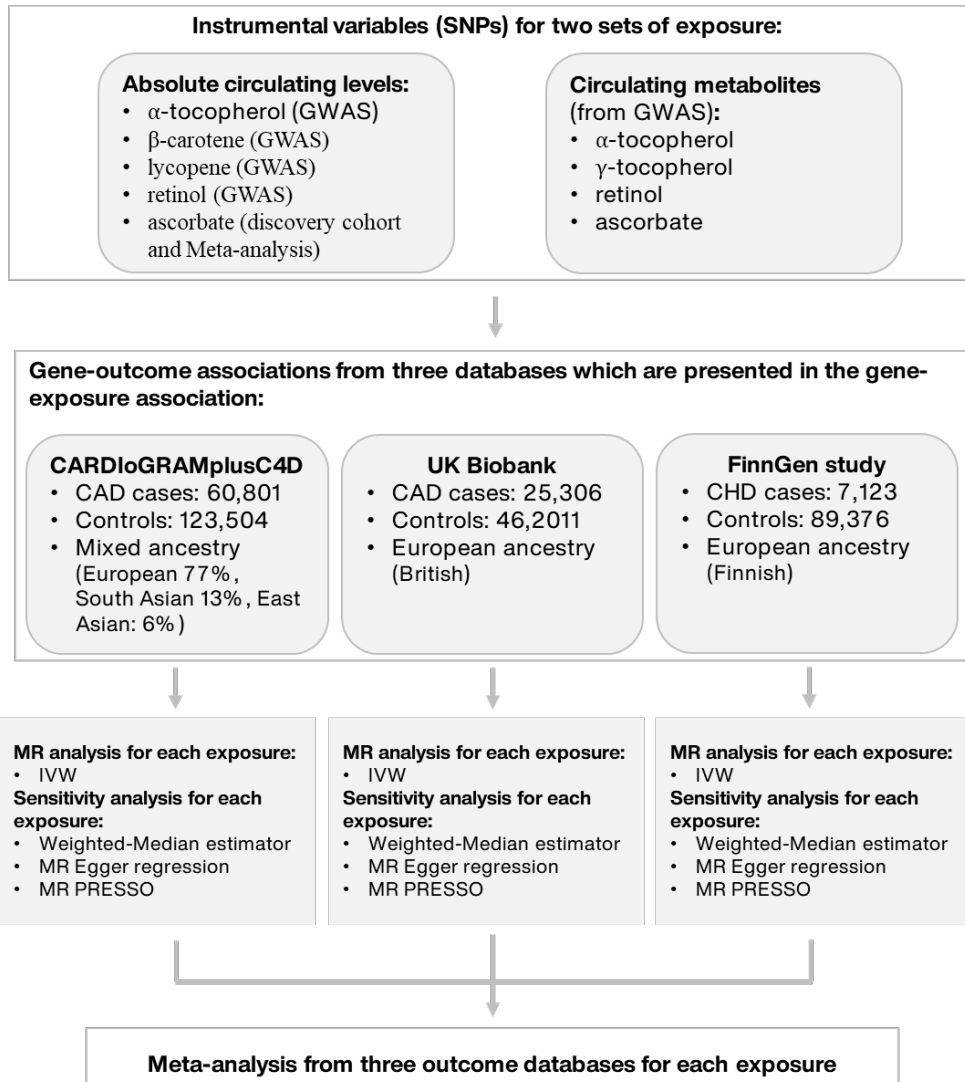 Instrumental variables (SNPs) for two sets of exposure:
Absolute circulating levels:
• α-tocopherol (GWAS)
• β-carotene (GWAS)
• lycopene (GWAS)
• retinol (GWAS)
• ascorbate (discovery cohort
and Meta-analysis)
Circulating metabolites
(from GWAS):
• α-tocopherol
• γ-tocopherol
• retinol
• ascorbate
Gene-outcome associations from three databases which are presented in the gene-
exposure association:
CARDIoGRAMplusC4D
• CAD cases: 60,801
• Controls: 123,504
• Mixed ancestry
(European 77%,
South Asian 13%, East
Asian: 6%)
UK Biobank
• CAD cases: 25,306
• Controls: 46,2011
• European ancestry
(British)
FinnGen study
• CHD cases: 7,123
• Controls: 89,376
• European ancestry
(Finnish)
MR analysis for each exposure:
• IVW
Sensitivity analysis for each
exposure:
• Weighted-Median estimator
• MR Egger regression
• MR PRESSO
MR analysis for each exposure:
• IVW
Sensitivity analysis for each
exposure:
• Weighted-Median estimator
• MR Egger regression
• MR PRESSO
MR analysis for each exposure:
• IVW
Sensitivity analysis for each
exposure:
• Weighted-Median estimator
• MR Egger regression
• MR PRESSO
Meta-analysis from three outcome databases for each exposure